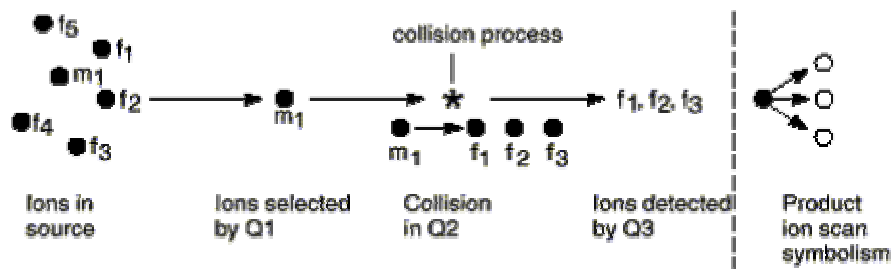 f5
f1
m1
f2
f4
f3
m1
collision process
*
m1
f1 f2 f3
f1, f2, f3
Ions in
source
Ions selected
by Q1
Collision
in Q2
Ions detected
by Q3
Product
ion scan
symbolism